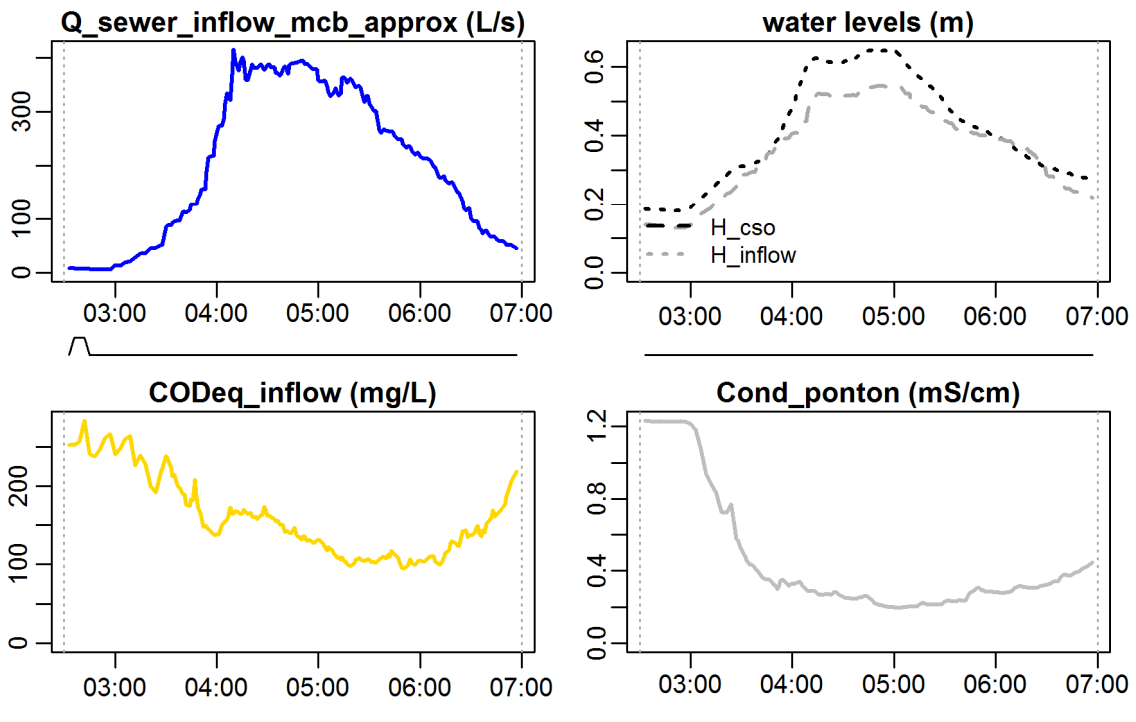 Q_sewer_inflow_mcb_approx (L/s)
0
100
300
03:00 04:00 05:00 06:00 07:00
water levels (m)
0.0
0.2
0.4
0.6
H_cso
H_inflow
03:00 04:00 05:00 06:00 07:00
CODeq_inflow (mg/L)
0
100
200
03:00 04:00 05:00 06:00 07:00
Cond_ponton (mS/cm)
0.0
0.4
0.8
1.2
03:00 04:00 05:00 06:00 07:00